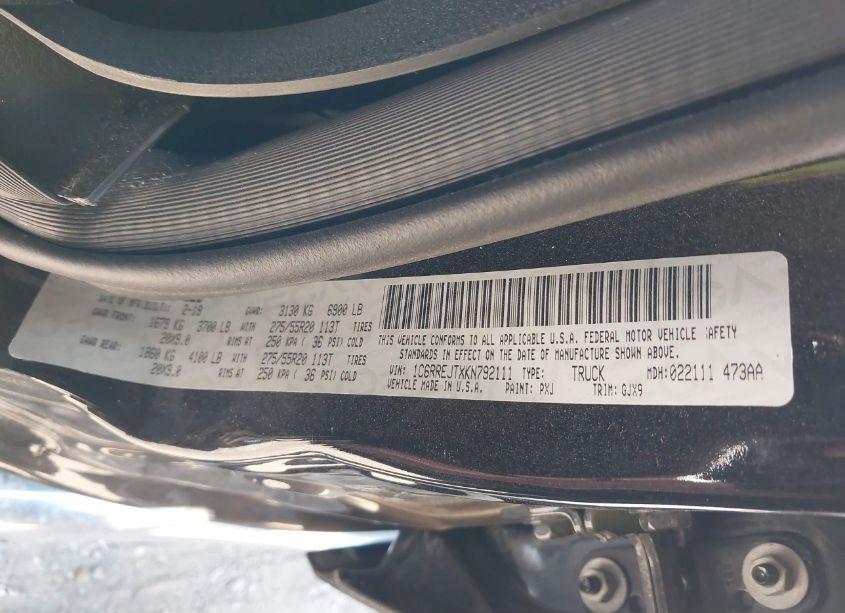 DATE OF MFR 2-19 GVWR: 3130 KG 6900 LB
GAWR FRONT: 1679 KG 3700 LB WITH 275/55R20 113T TIRES
20X9.0 RIMS AT 250 KPA ( 36 PSI) COLD
GAWR REAR: 1860 KG 4100 LB WITH 275/55R20 113T TIRES
20X9.0 RIMS AT 250 KPA ( 36 PSI) COLD
THIS VEHICLE CONFORMS TO ALL APPLICABLE U.S.A. FEDERAL MOTOR VEHICLE SAFETY
STANDARDS IN EFFECT ON THE DATE OF MANUFACTURE SHOWN ABOVE.
VIN: 1C6RREJTXKN792111 TYPE: TRUCK MDH:022111 473AA
VEHICLE MADE IN U.S.A. PAINT: PXJ TRIM: GJX9